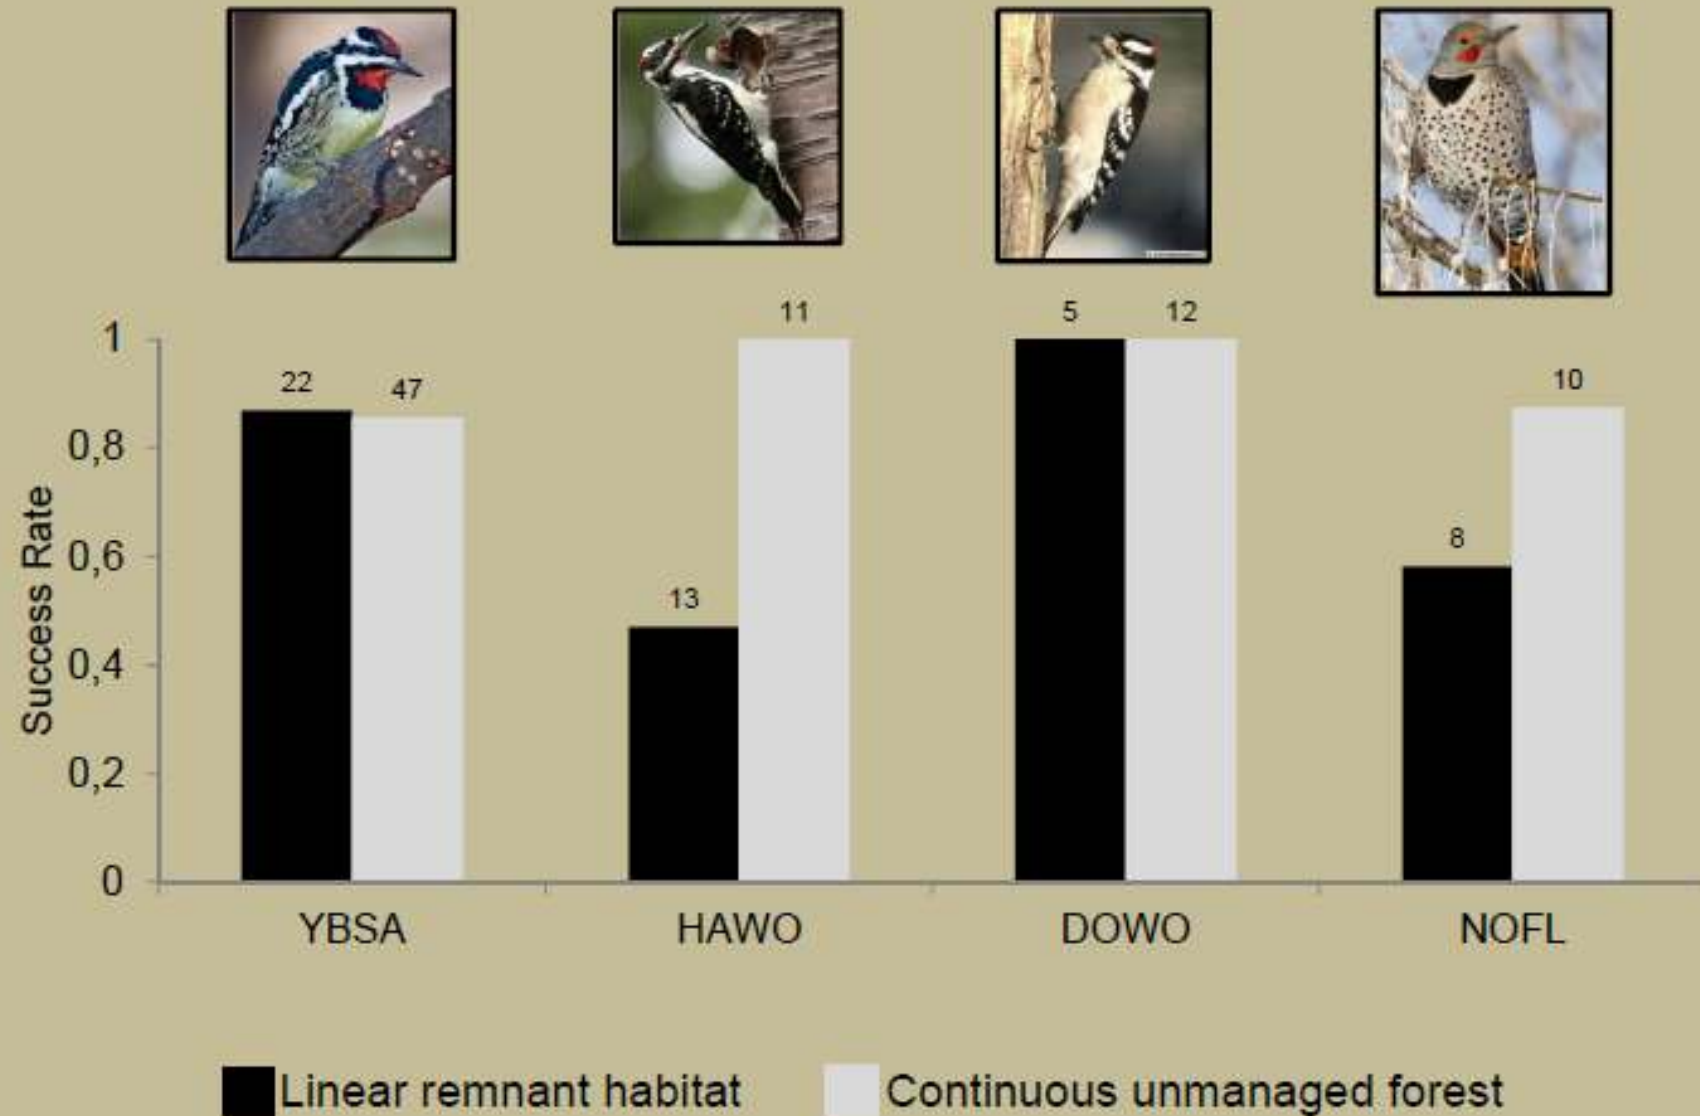 11
5
12
1
22
47
10
0,8
8
0,6
13
0,4
0,2
0
Success Rate
YBSA
HAWO
DOWO
NOFL
Linear remnant habitat
Continuous unmanaged forest